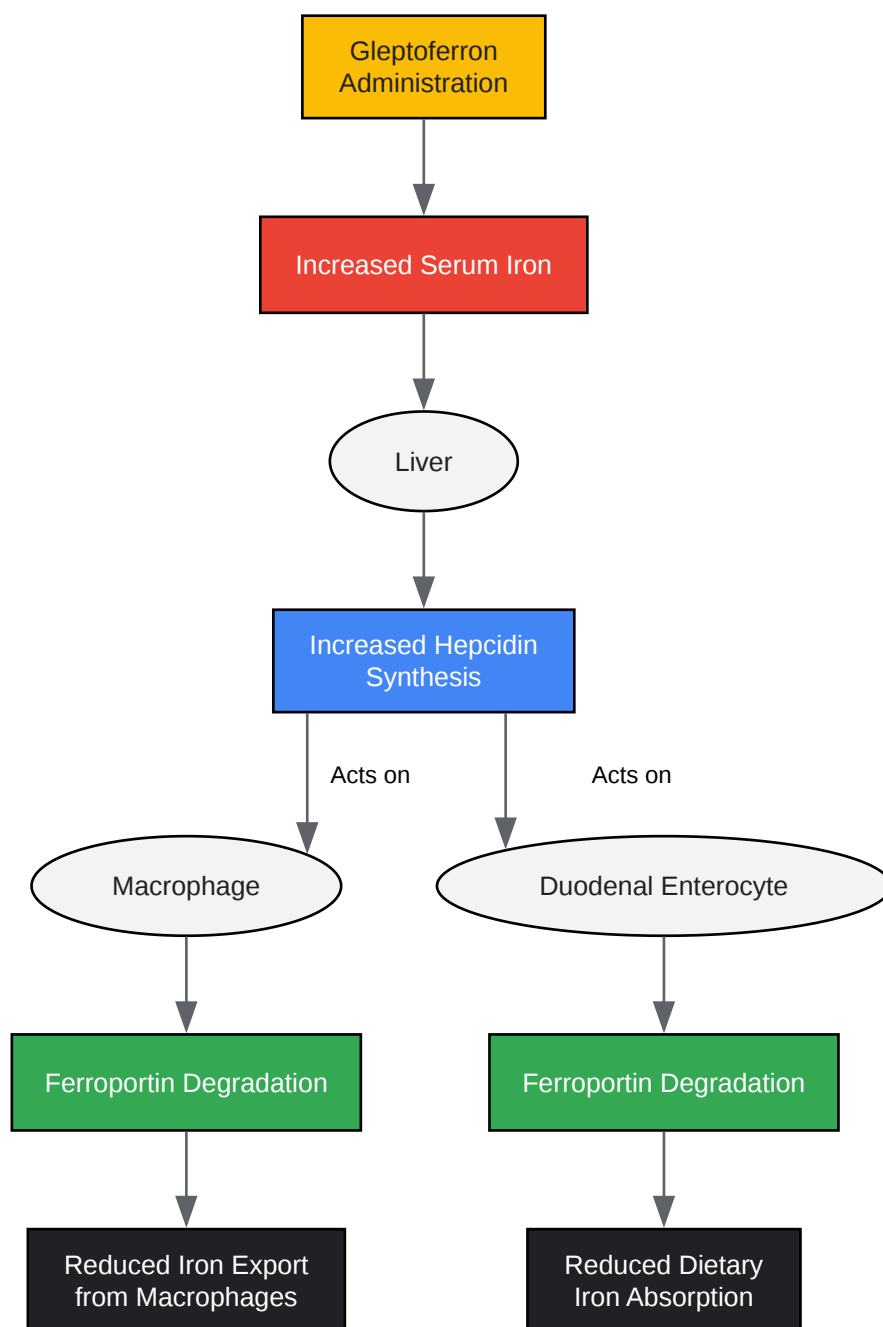 Gleptoferron
Administration
Increased Serum Iron
Liver
Increased Hepcidin
Synthesis
Acts on
Acts on
Macrophage
Duodenal Enterocyte
Ferroportin Degradation
Ferroportin Degradation
Reduced Iron Export
from Macrophages
Reduced Dietary
Iron Absorption